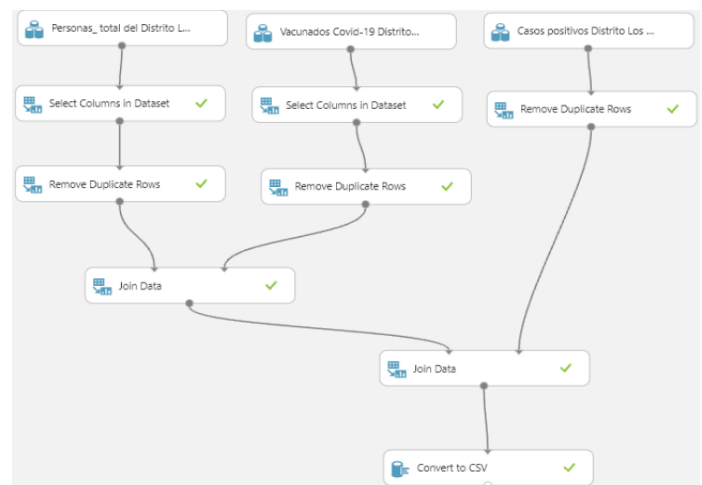 Personas_ total del Distrito L...
Vacunados Covid-19 Distrito...
Casos positivos Distrito Los ...
Select Columns in Dataset
Select Columns in Dataset
Remove Duplicate Rows
Remove Duplicate Rows
Remove Duplicate Rows
Join Data
Join Data
Convert to CSV